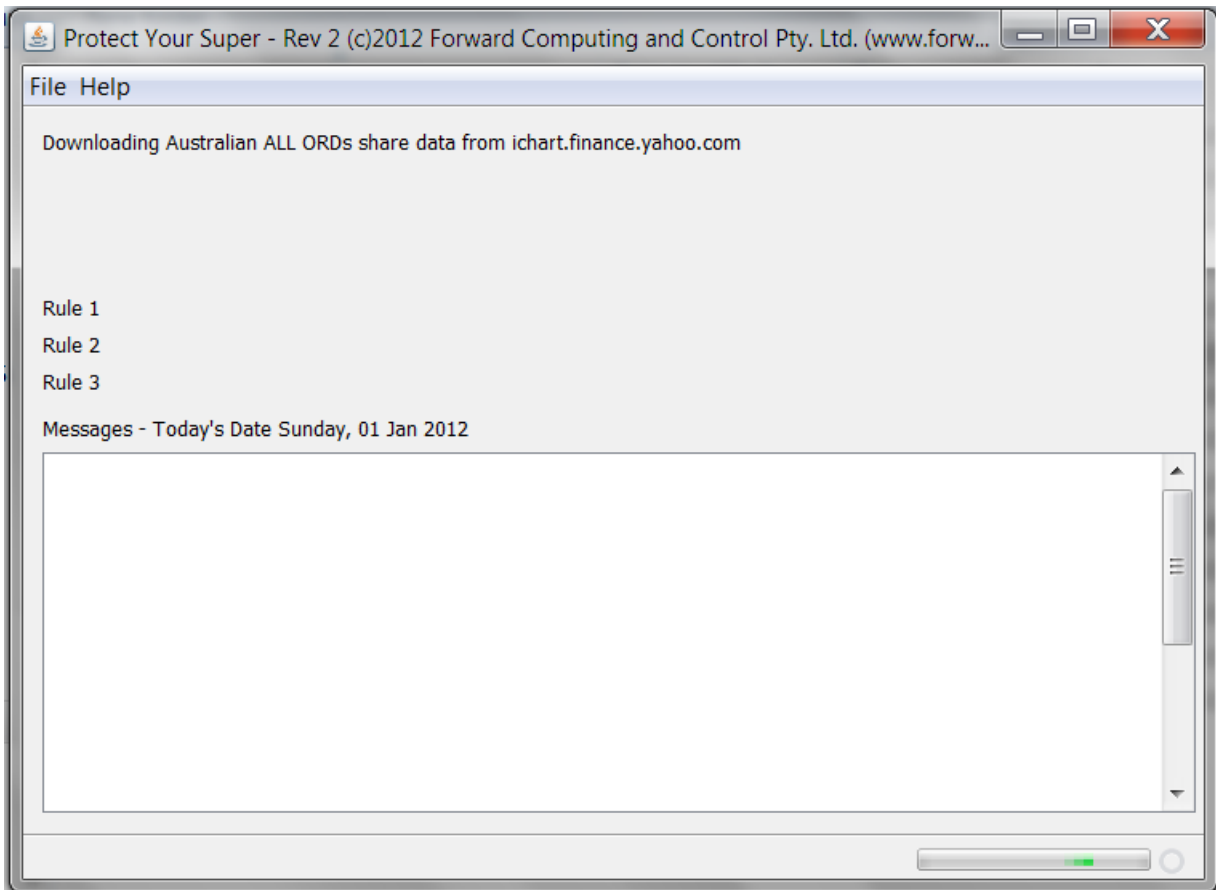 Protect Your Super - Rev 2 (c)2012 Forward Computing and Control Pty. Ltd. (www.forw...
File Help
Downloading Australian ALL ORDs share data from ichart.finance.yahoo.com
Rule 1
Rule 2
Rule 3
Messages - Today's Date Sunday, 01 Jan 2012